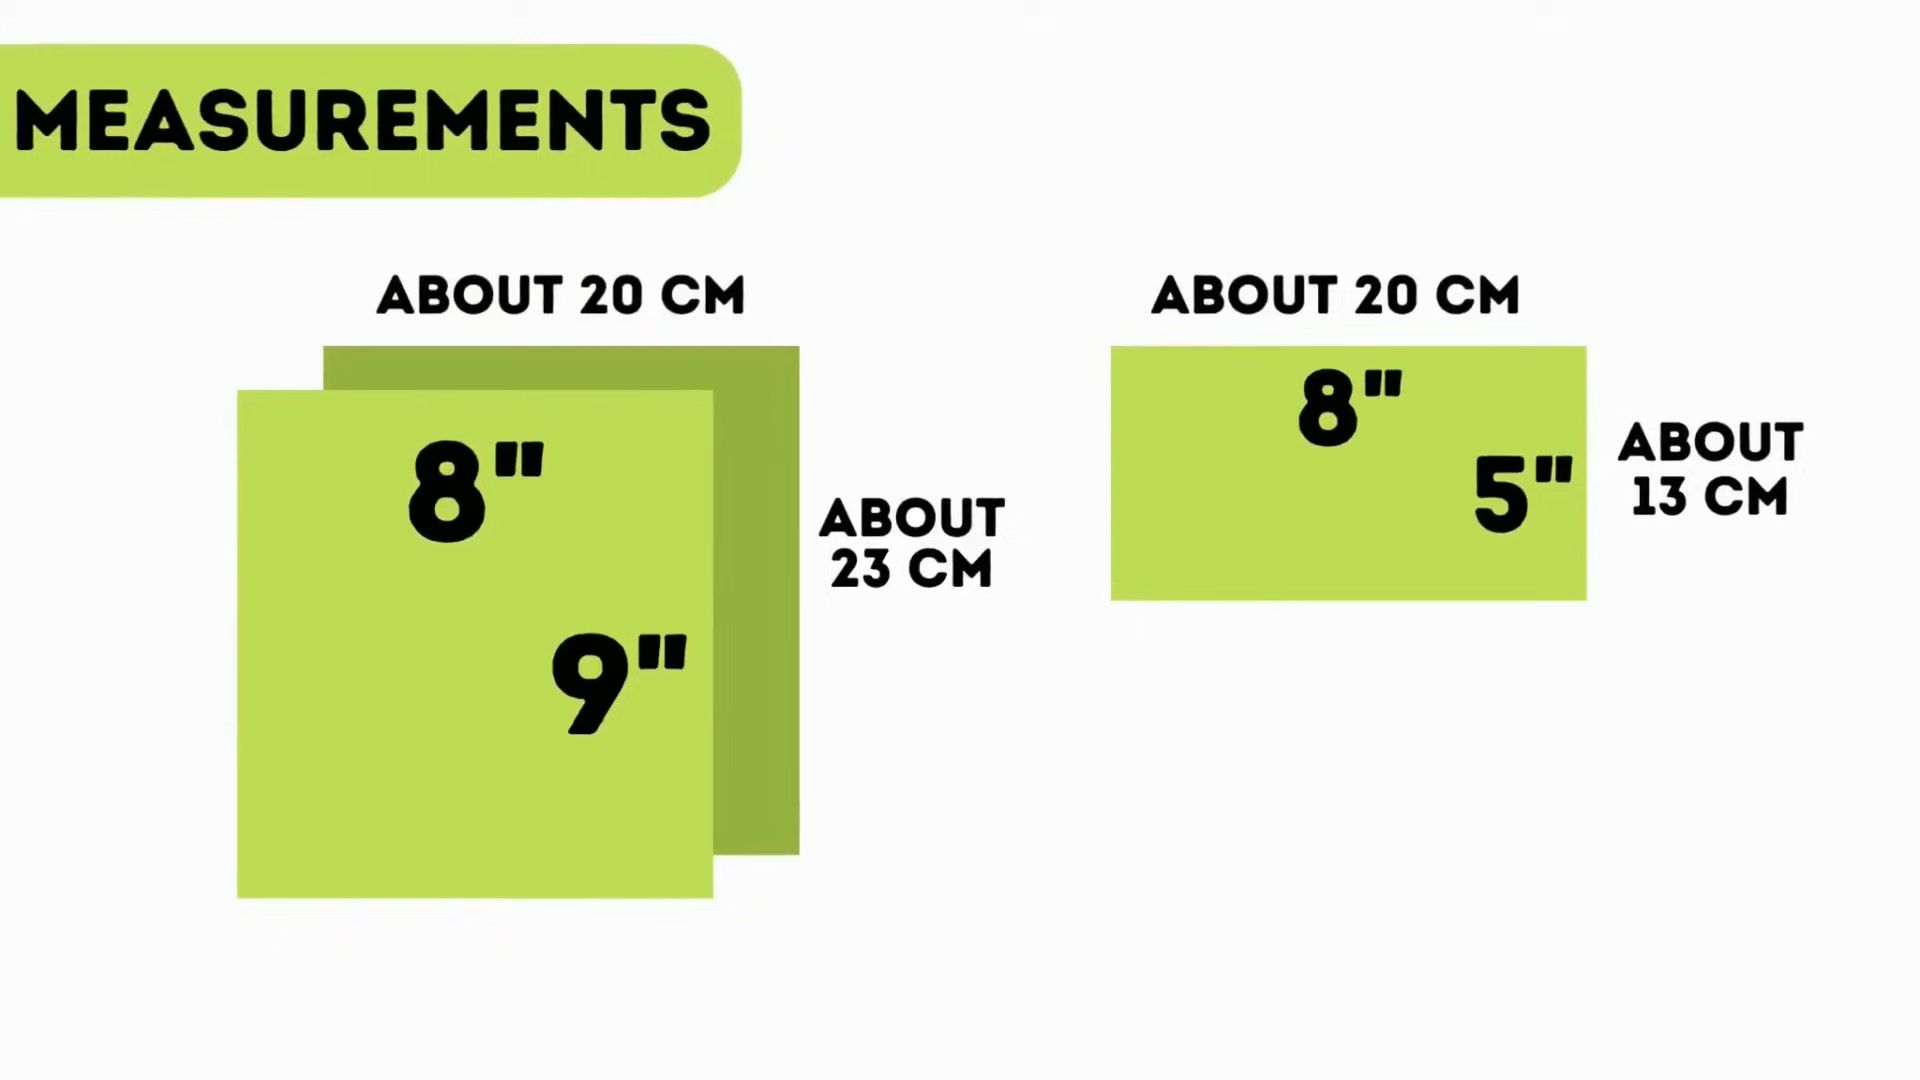 MEASUREMENTS
ABOUT 20 CM
8"
9"
ABOUT
23 CM
ABOUT 20 CM
8"
5"
ABOUT
13 CM